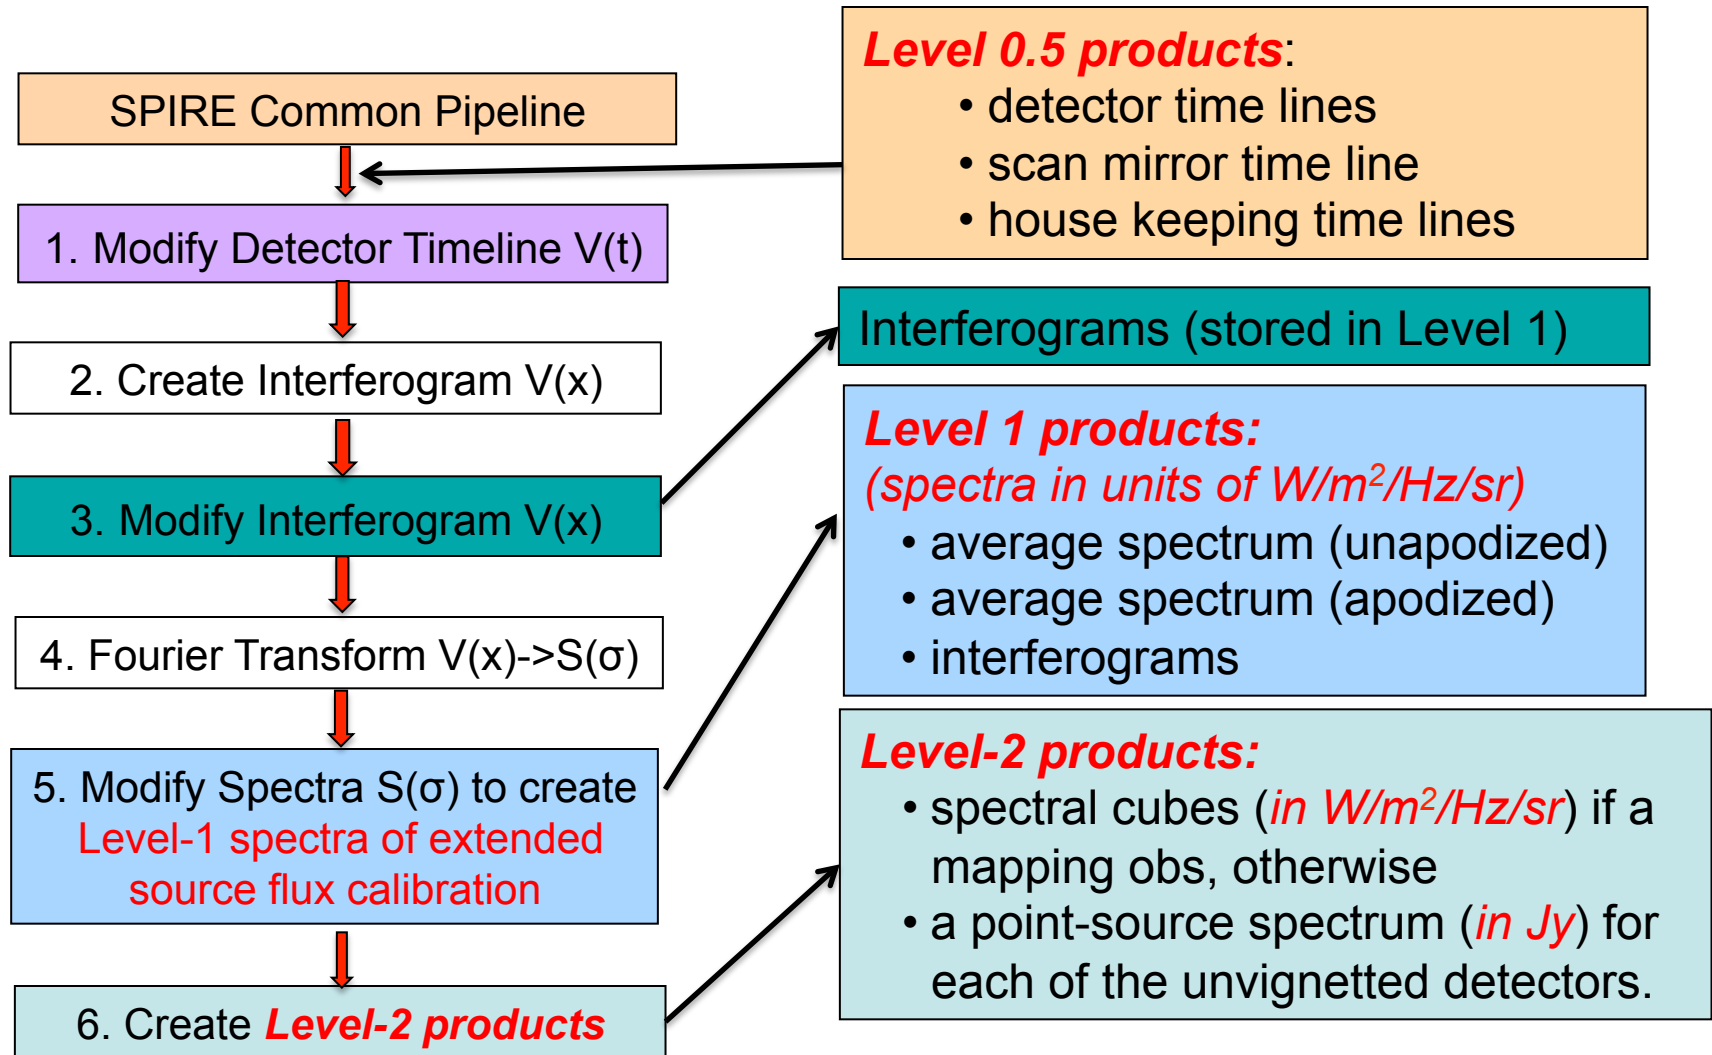 SPIRE Common Pipeline
1. Modify Detector Timeline V(t)
2. Create Interferogram V(x)
3. Modify Interferogram V(x)
4. Fourier Transform V(x)->S(σ)
5. Modify Spectra S(σ) to create
Level-1 spectra of extended
source flux calibration
6. Create Level-2 products
Level 0.5 products:
• detector time lines
• scan mirror time line
• house keeping time lines
Interferograms (stored in Level 1)
Level 1 products:
(spectra in units of W/m²/Hz/sr)
• average spectrum (unapodized)
• average spectrum (apodized)
• interferograms
Level-2 products:
• spectral cubes (in W/m²/Hz/sr) if a
mapping obs, otherwise
• a point-source spectrum (in Jy) for
each of the unvignetted detectors.